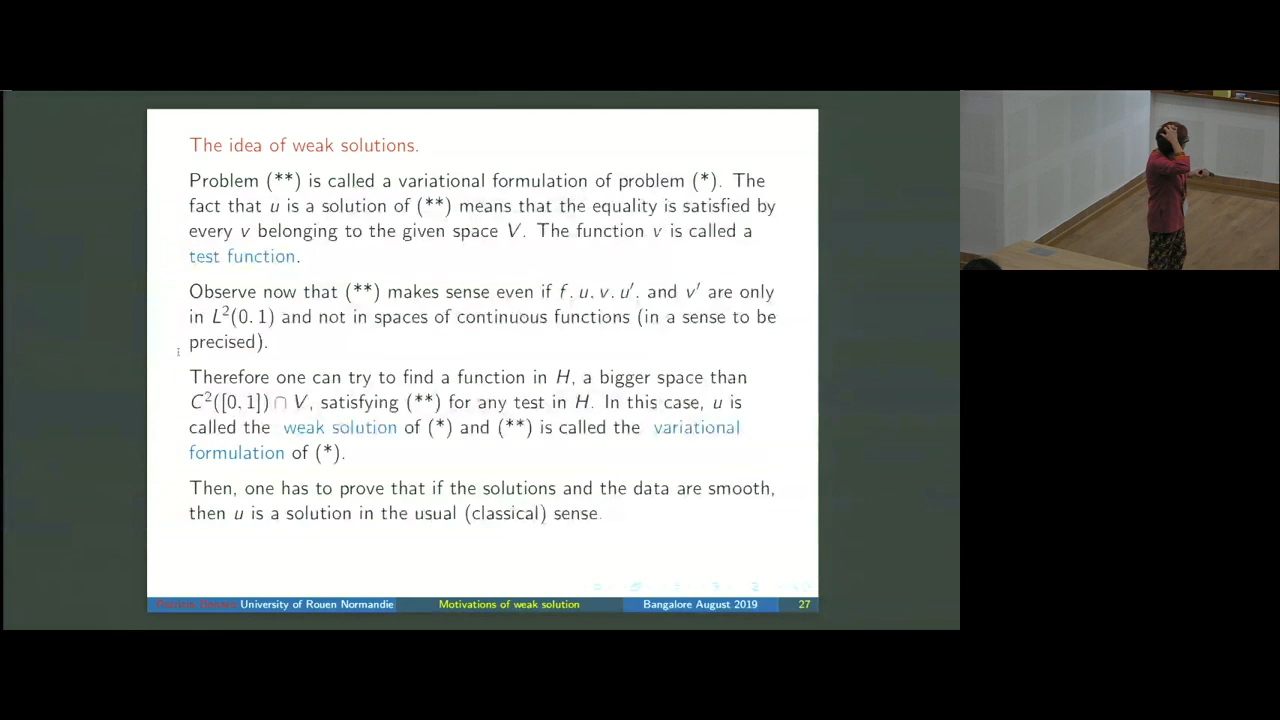 The idea of weak solutions.
Problem (**) is called a variational formulation of problem (*). The
fact that u is a solution of (**) means that the equality is satisfied by
every v belonging to the given space V. The function v is called a
test function.
Observe now that (**) makes sense even if f, u, v, u′, and v′ are only
in L²(0, 1) and not in spaces of continuous functions (in a sense to be
precised).
Therefore one can try to find a function in H, a bigger space than
C²([0, 1]) ∩ V, satisfying (**) for any test in H. In this case, u is
called the weak solution of (*) and (**) is called the variational
formulation of (*).
Then, one has to prove that if the solutions and the data are smooth,
then u is a solution in the usual (classical) sense.
University of Rouen Normandie Motivations of weak solution Bangalore August 2019 27